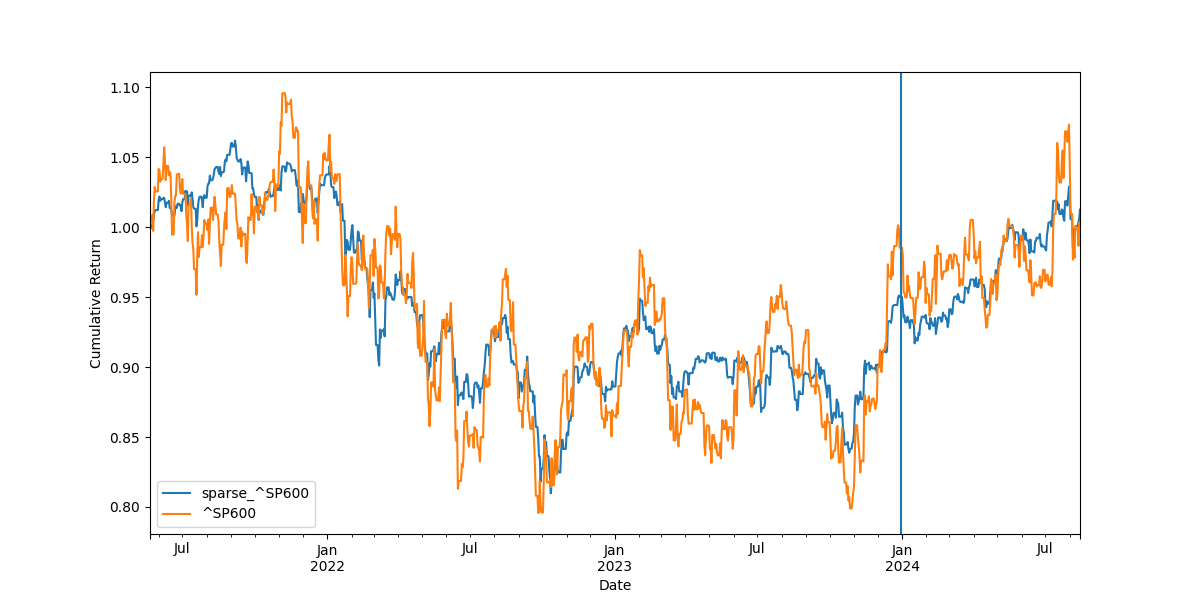 1.10
1.05
1.00
0.95
0.90
0.85
0.80
Cumulative Return
sparse_^SP600
^SP600
Jul Jan Jul Jan Jul Jan Jul
2022 2023 2024
Date